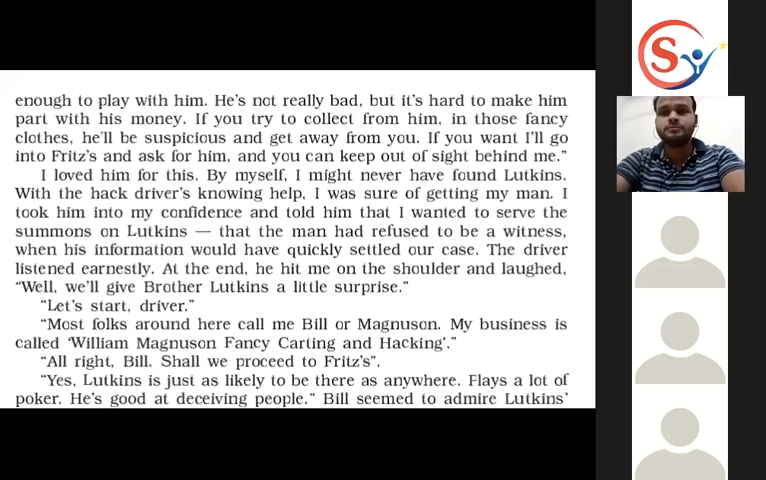 enough to play with him. He's not really bad, but it's hard to make him
part with his money. If you try to collect from him, in those fancy
clothes, he'll be suspicious and get away from you. If you want I'll go
into Fritz's and ask for him, and you can keep out of sight behind me.”
I loved him for this. By myself, I might never have found Lutkins.
With the hack driver's knowing help, I was sure of getting my man. I
took him into my confidence and told him that I wanted to serve the
summons on Lutkins — that the man had refused to be a witness,
when his information would have quickly settled our case. The driver
listened earnestly. At the end, he hit me on the shoulder and laughed,
“Well, we'll give Brother Lutkins a little surprise.”
“Let's start, driver.”
“Most folks around here call me Bill or Magnuson. My business is
called ‘William Magnuson Fancy Carting and Hacking’.”
“All right, Bill. Shall we proceed to Fritz's”.
“Yes, Lutkins is just as likely to be there as anywhere. Plays a lot of
poker. He's good at deceiving people.” Bill seemed to admire Lutkins'
S